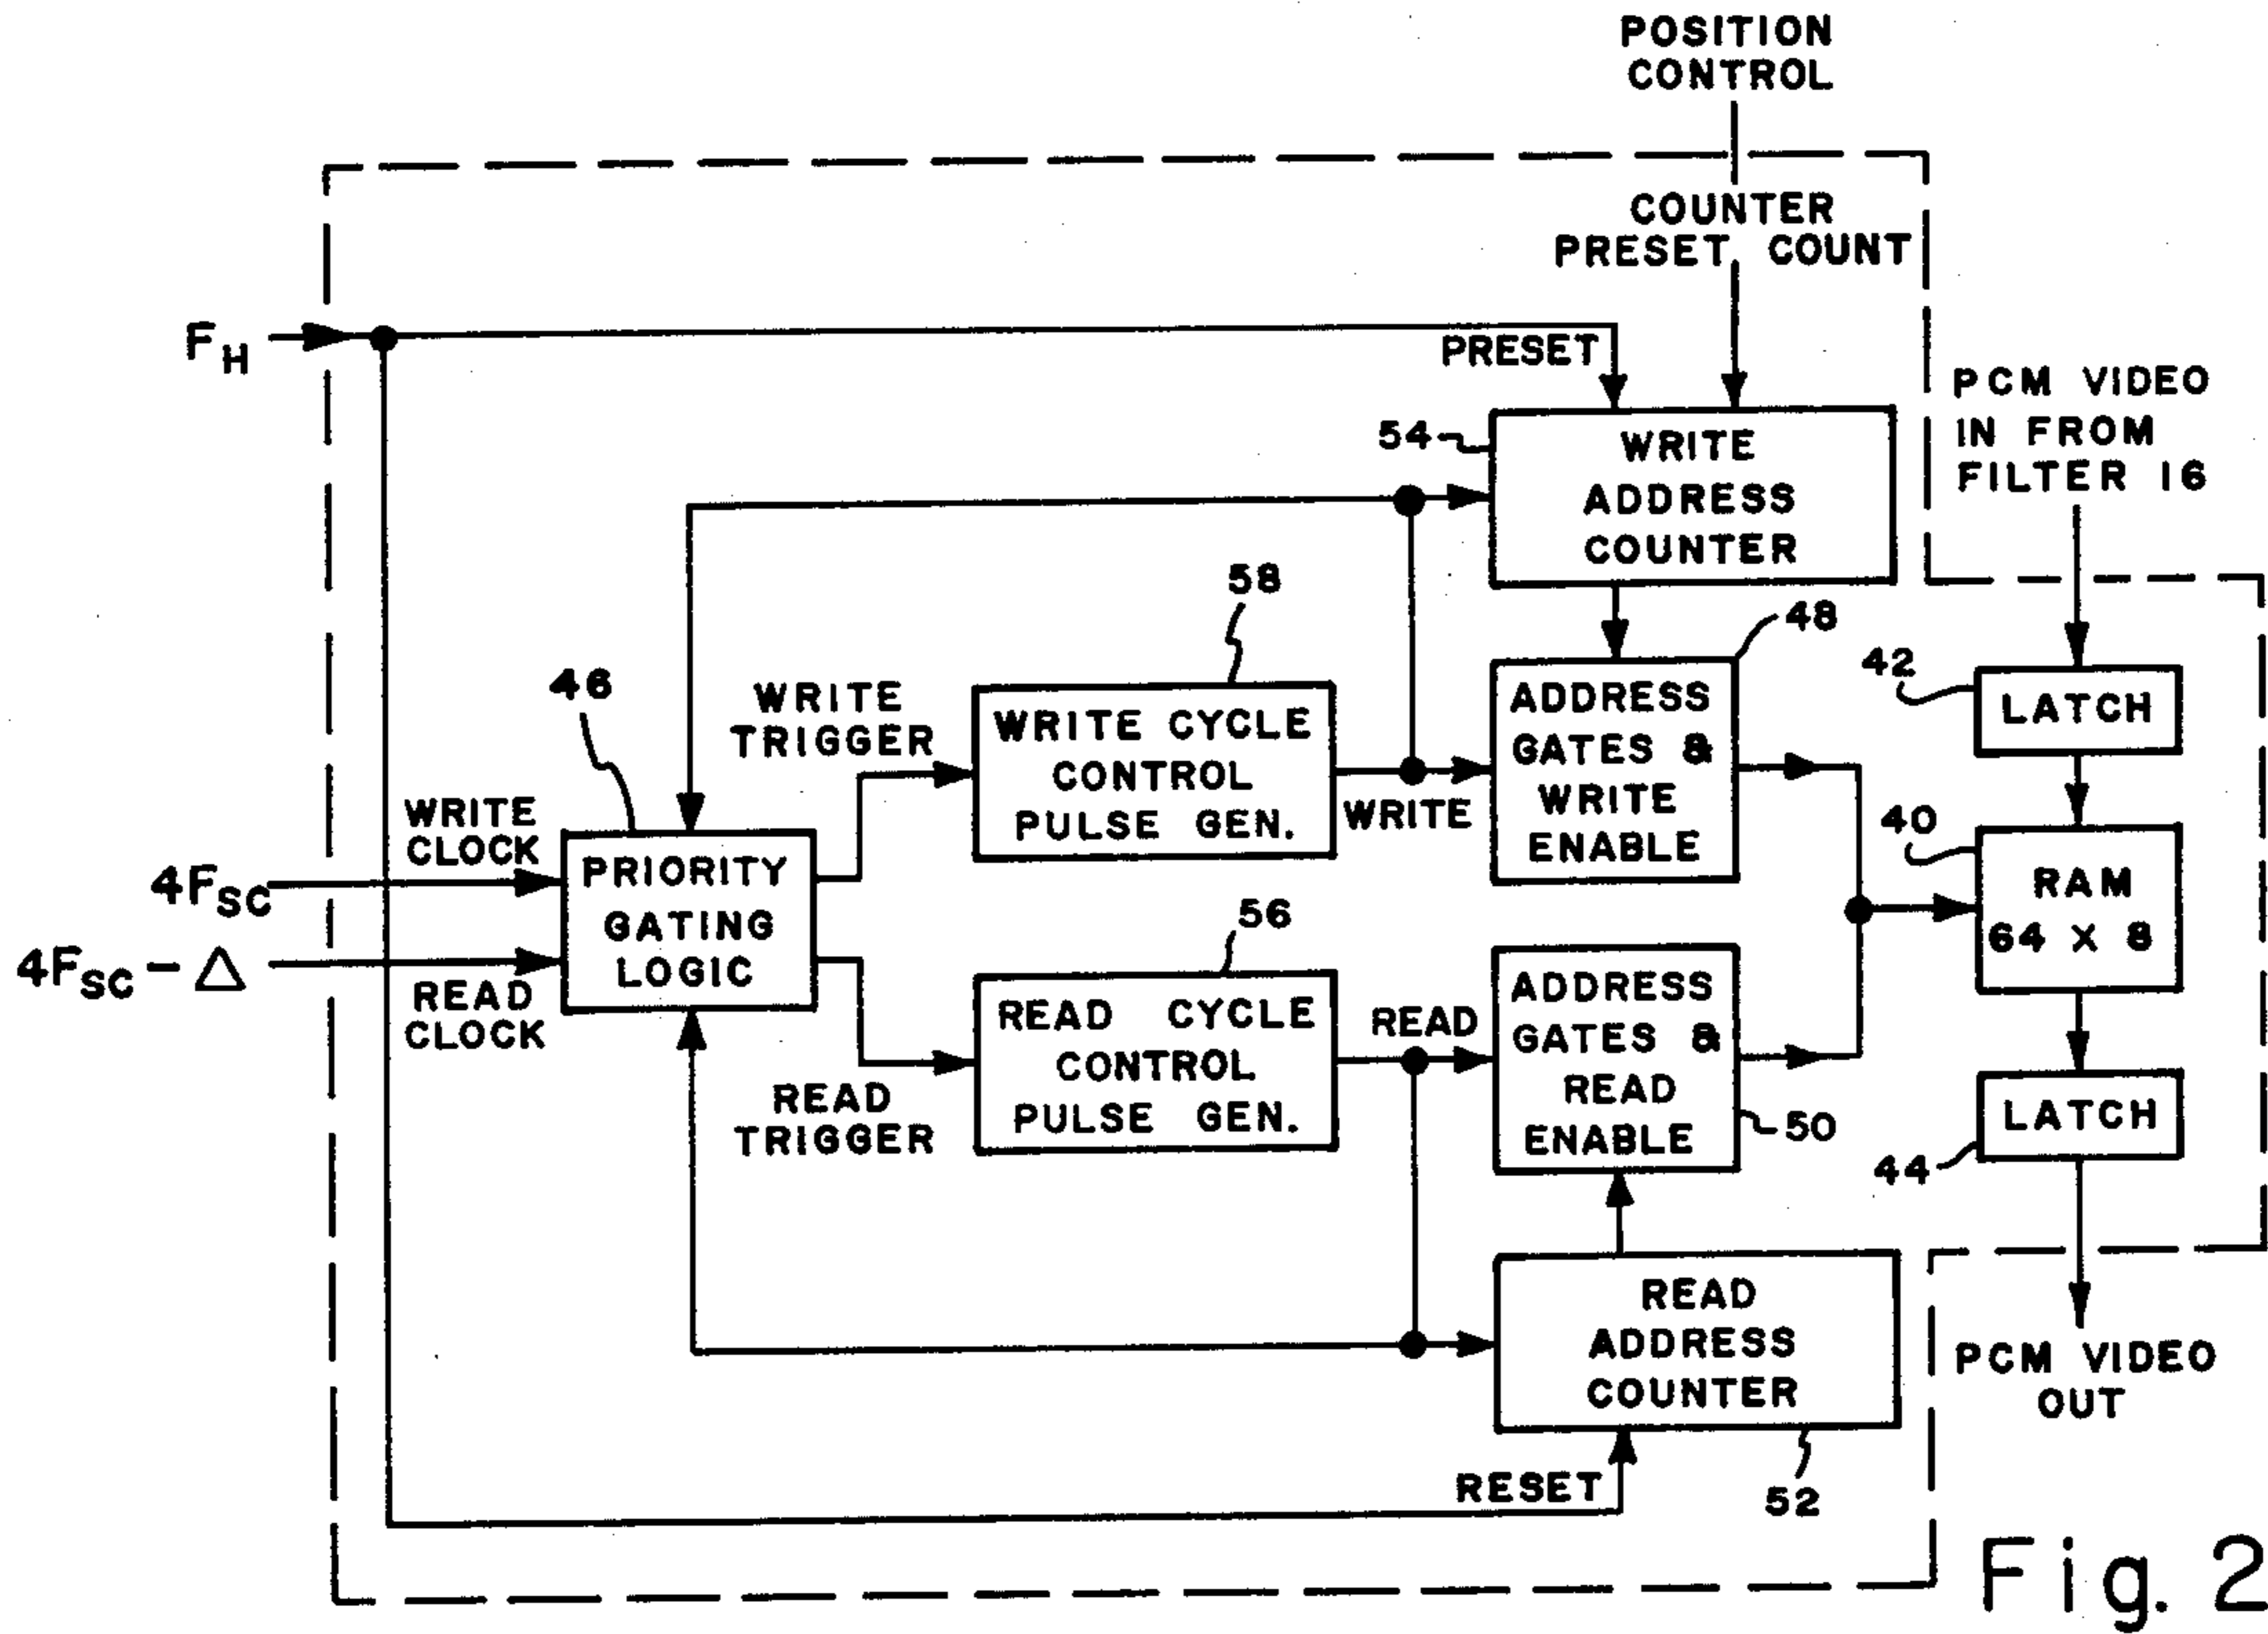 POSITION
CONTROL
COUNTER
PRESET COUNT
FH
PRESET
PCM VIDEO
IN FROM
FILTER 16
54
WRITE
ADDRESS
COUNTER
58
48
42
LATCH
46
WRITE
TRIGGER
WRITE CYCLE
CONTROL
PULSE GEN.
WRITE
ADDRESS
GATES &
WRITE
ENABLE
40
RAM
64 X 8
WRITE
CLOCK
4FSC
PRIORITY
GATING
LOGIC
4FSC - △
READ
CLOCK
56
READ CYCLE
CONTROL
PULSE GEN.
READ
TRIGGER
READ
ADDRESS
GATES &
READ
ENABLE
50
LATCH
44
READ
ADDRESS
COUNTER
PCM VIDEO
OUT
RESET
52
Fig. 2